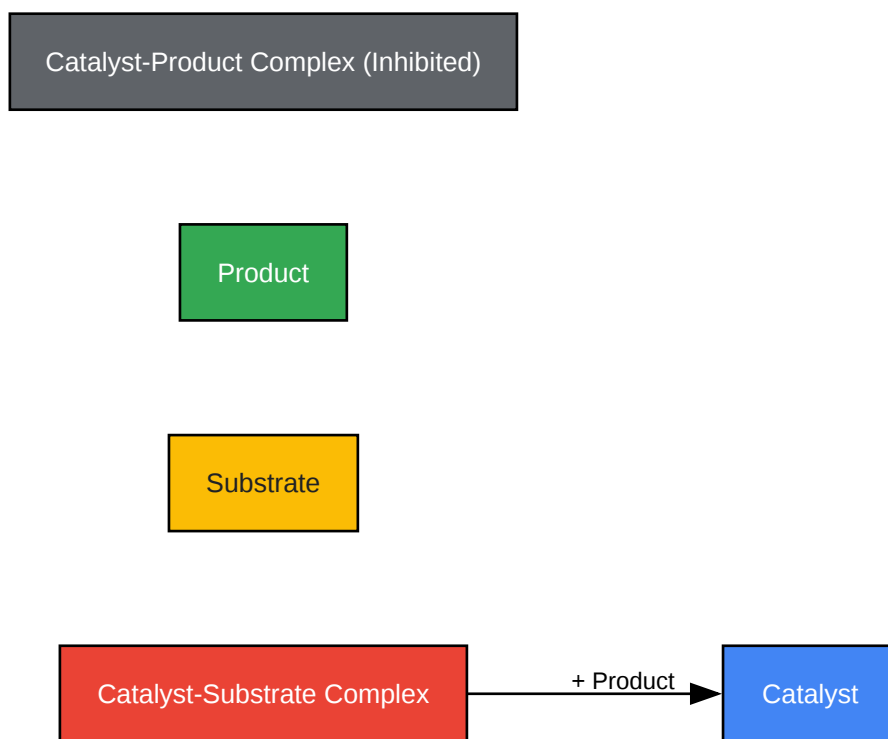 Catalyst-Product Complex (Inhibited)
Product
Substrate
Catalyst-Substrate Complex
+ Product
Catalyst